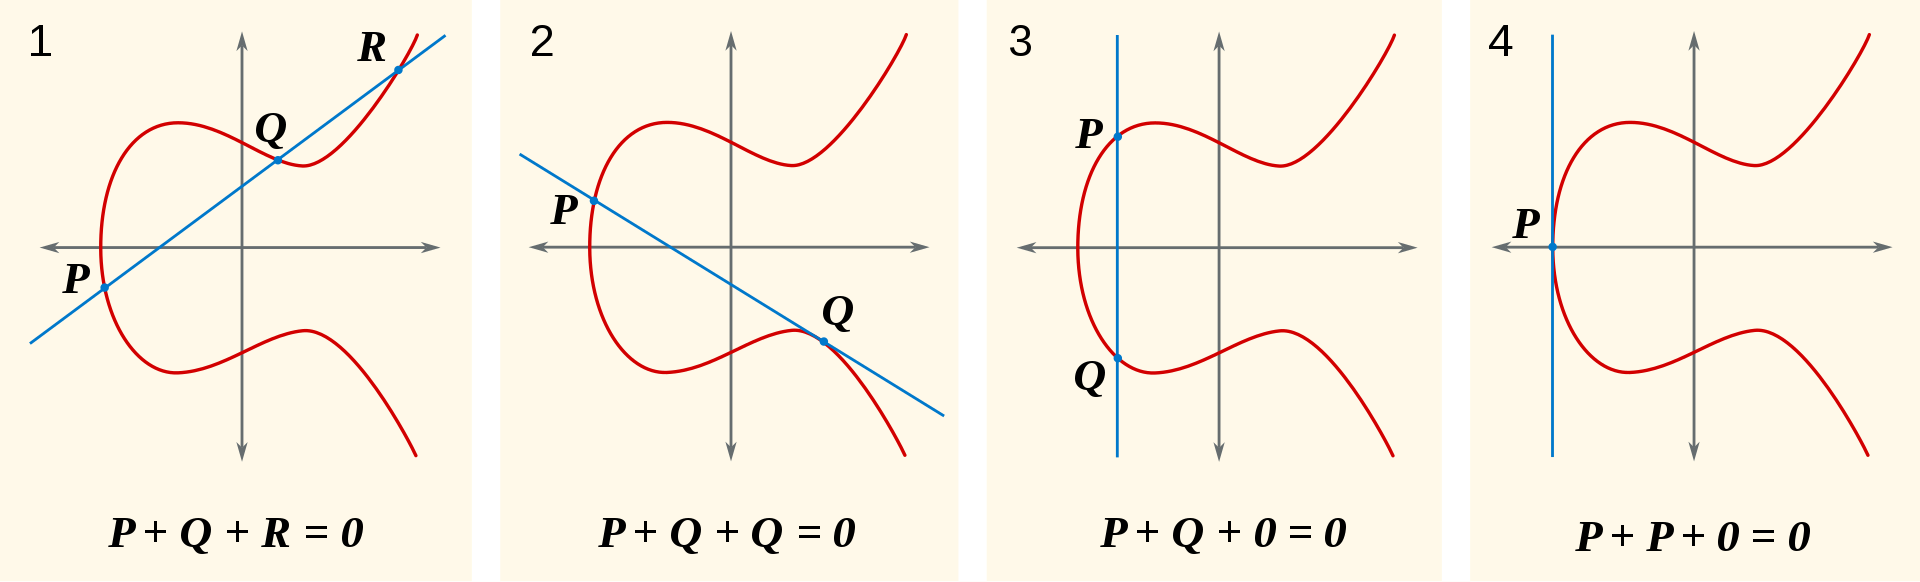 1
R
Q
P
P + Q + R = 0
2
P
Q
P + Q + Q = 0
3
P
Q
P + Q + 0 = 0
4
P
P + P + 0 = 0